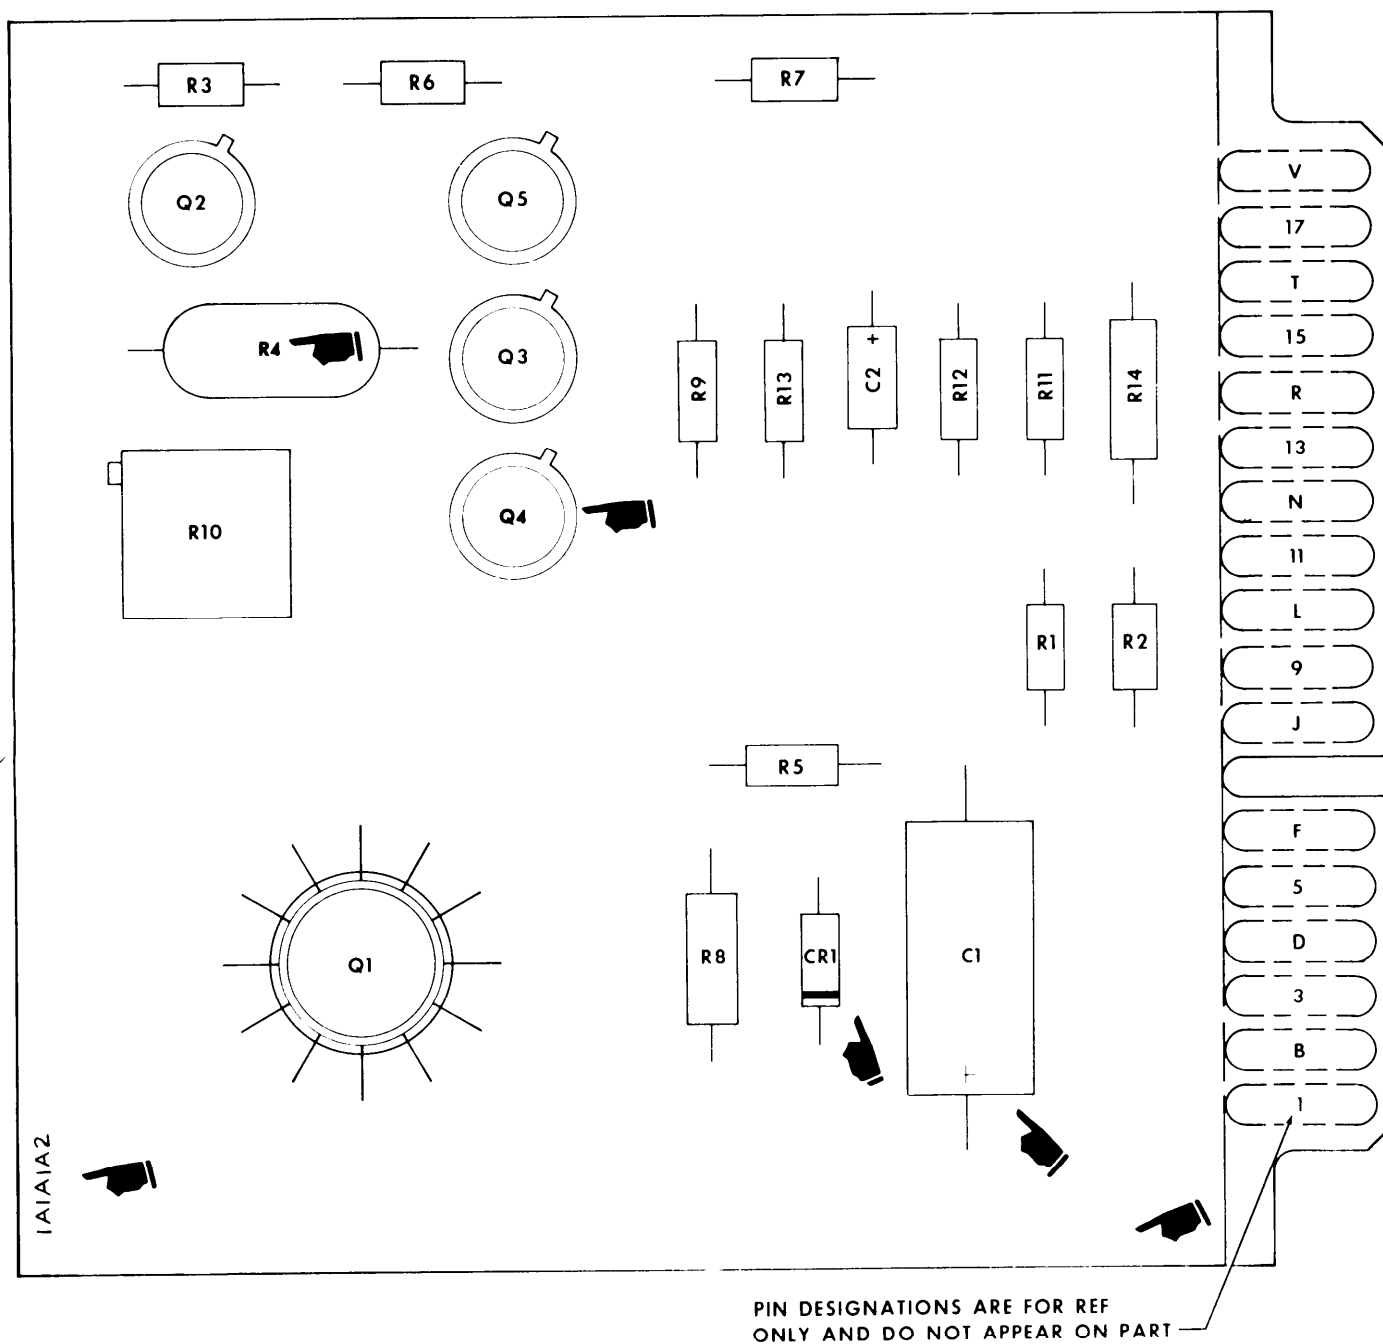 R3 R6 R7
Q2 Q5
V
17
T
R4 Q3
15
R9 R13 C2 + R12 R11 R14
R
13
R10 Q4
N
11
L
R1 R2
9
J
R5
F
5
Q1 R8 CR1 C1
D
3
B
+
1
1A1A1A2
PIN DESIGNATIONS ARE FOR REF
ONLY AND DO NOT APPEAR ON PART